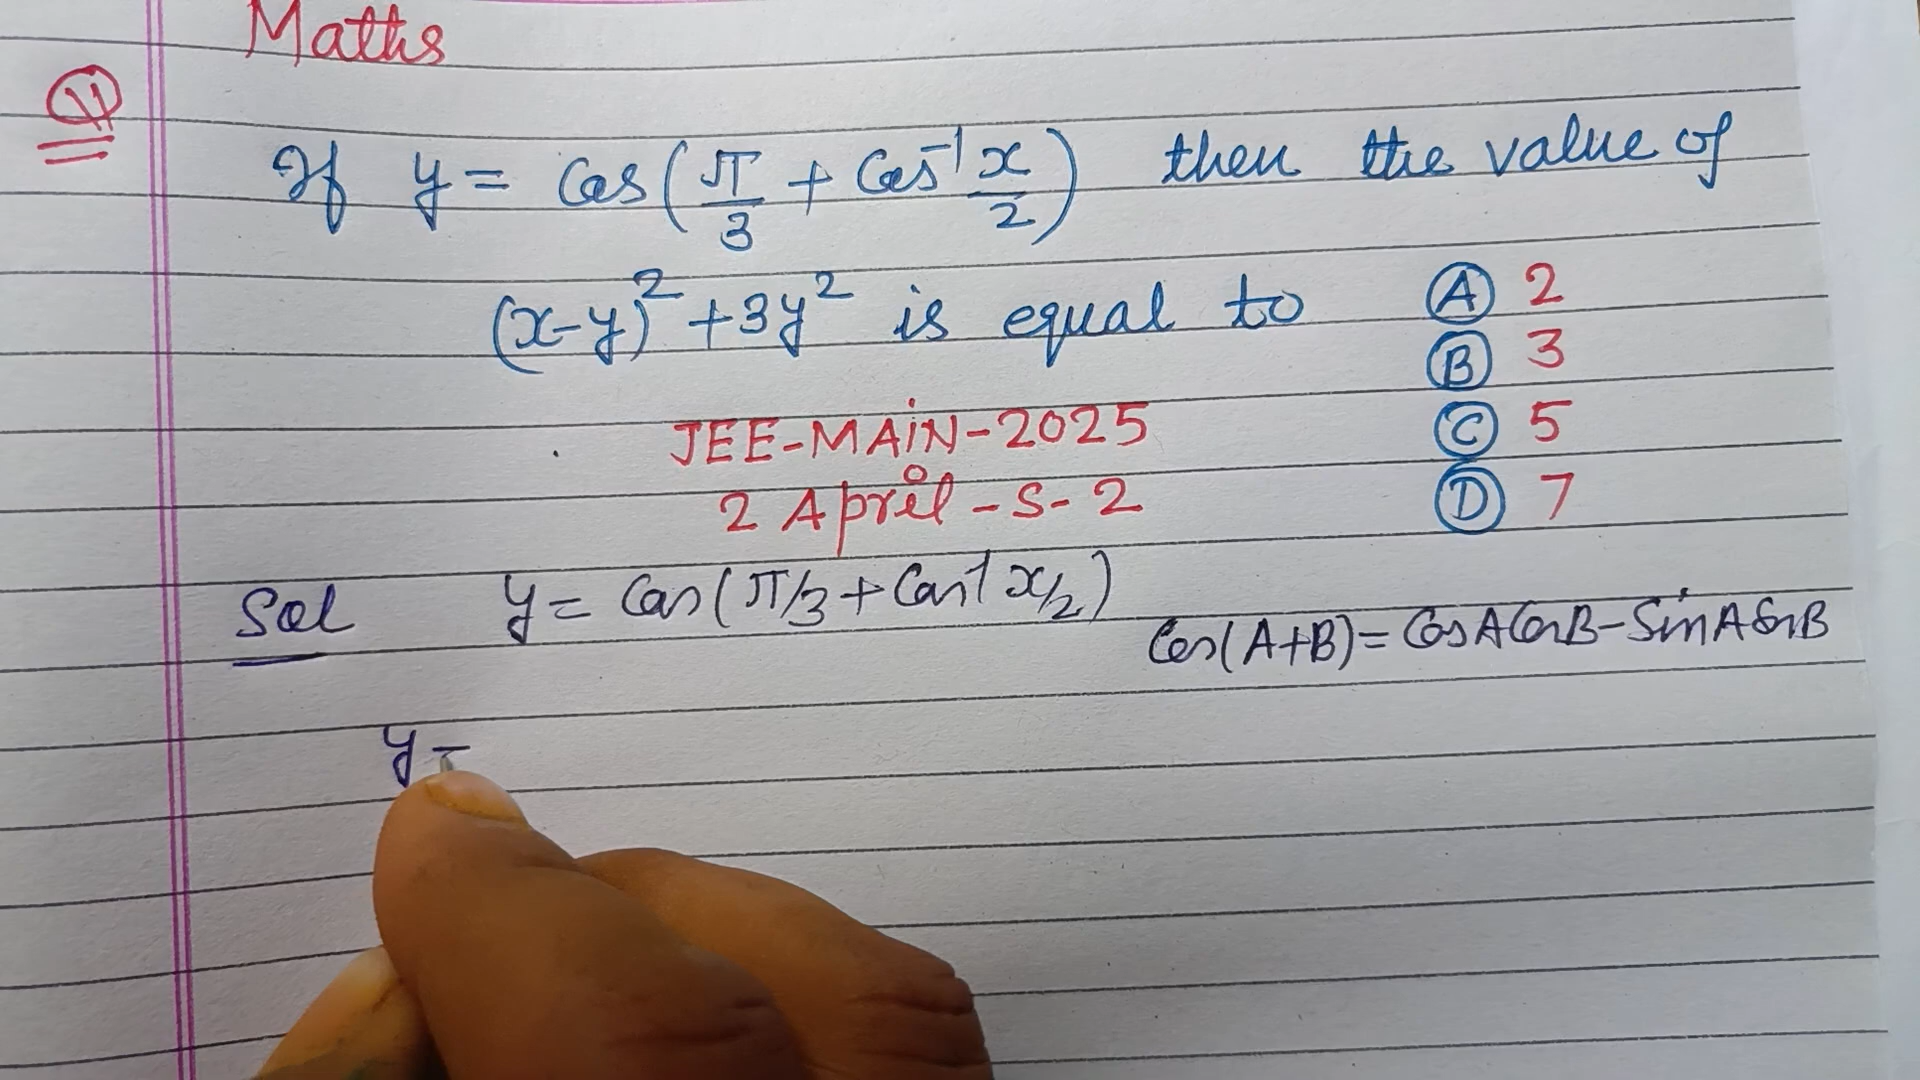 Maths
Q1
If y = Cos(π/3 + Cos⁻¹ x/2) then the value of
(x-y)² + 3y² is equal to
Ⓐ 2
Ⓑ 3
Ⓒ 5
Ⓓ 7
JEE-MAIN-2025
2 April - S-2
Sol y = Cos(π/3 + Cos⁻¹ x/2)
Cos(A+B) = CosA CosB - SinA SinB
y =